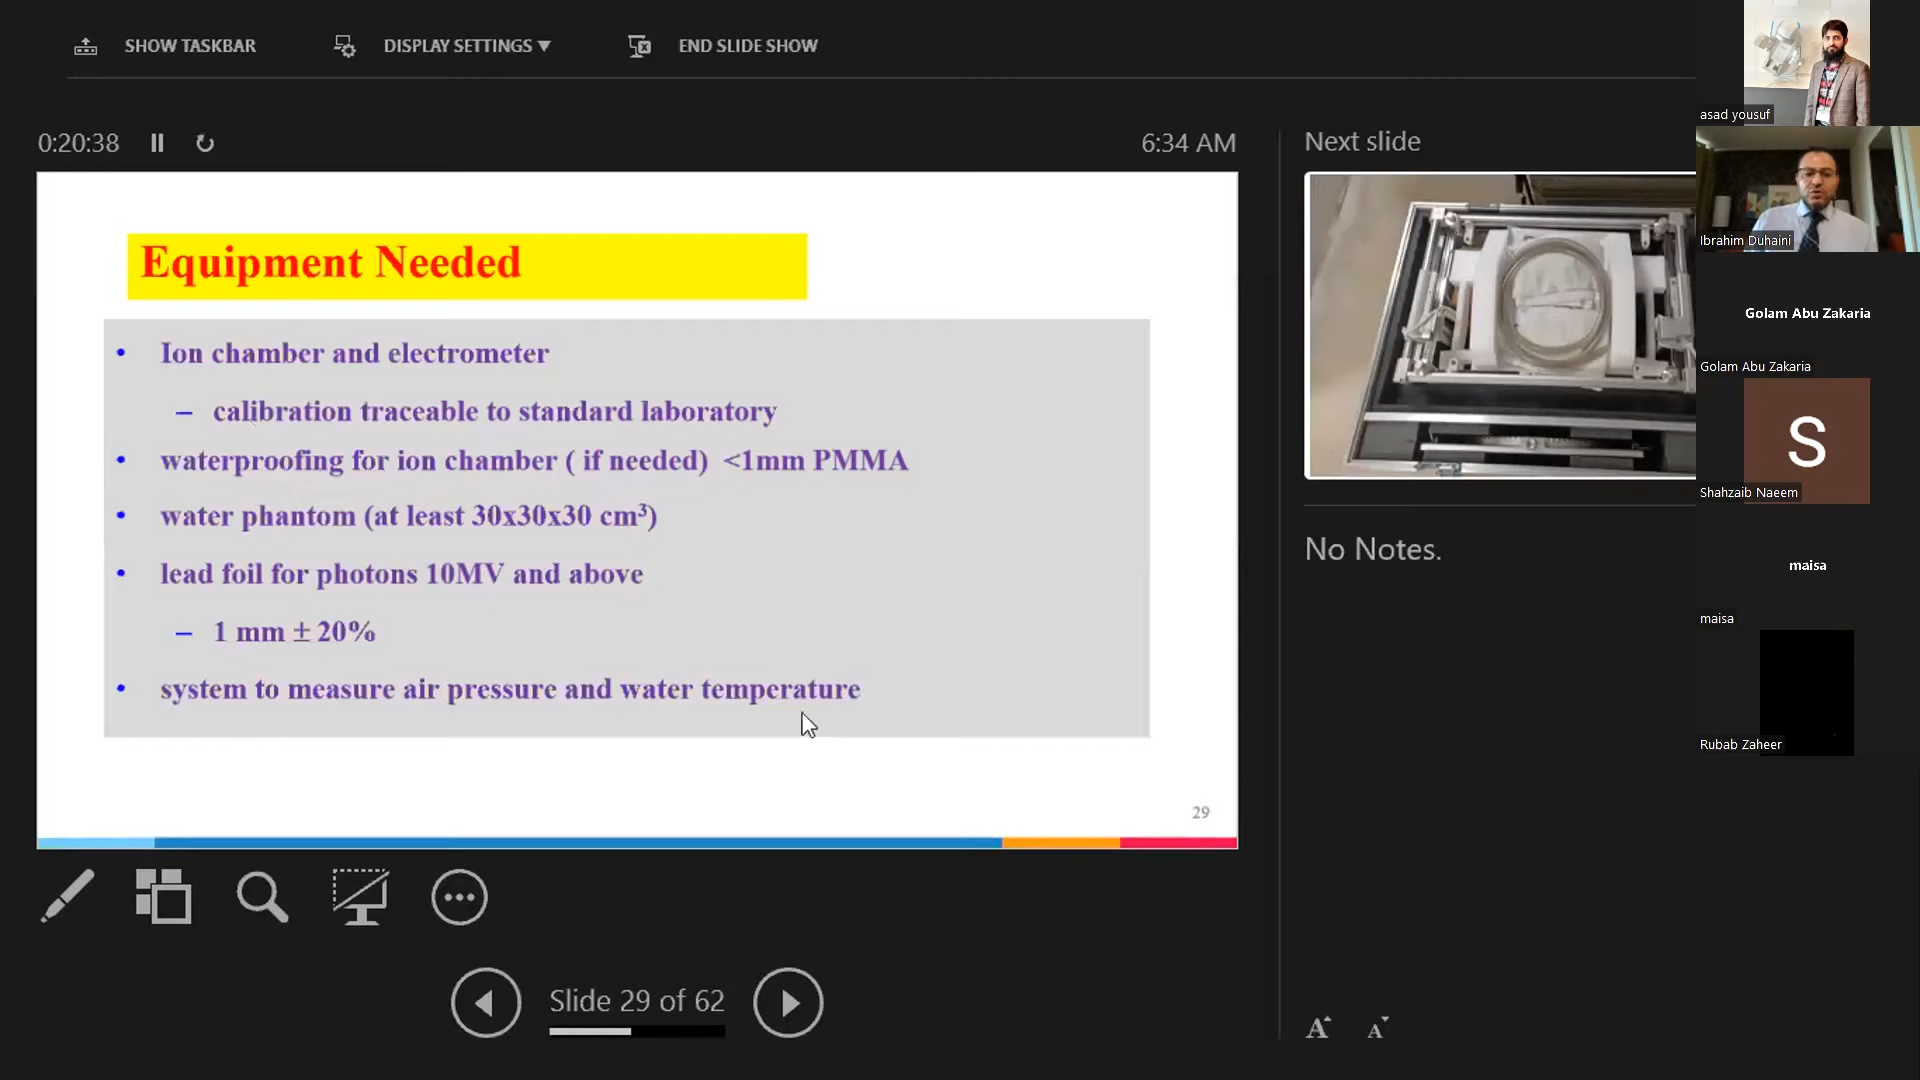 SHOW TASKBAR
DISPLAY SETTINGS ▼
END SLIDE SHOW
0:20:38
6:34 AM
Equipment Needed
• Ion chamber and electrometer
– calibration traceable to standard laboratory
• waterproofing for ion chamber ( if needed) <1mm PMMA
• water phantom (at least 30x30x30 cm³)
• lead foil for photons 10MV and above
– 1 mm ± 20%
• system to measure air pressure and water temperature
29
Slide 29 of 62
Next slide
No Notes.
A A
asad yousuf
Ibrahim Duhaini
Golam Abu Zakaria
Golam Abu Zakaria
S
Shahzaib Naeem
maisa
maisa
Rubab Zaheer